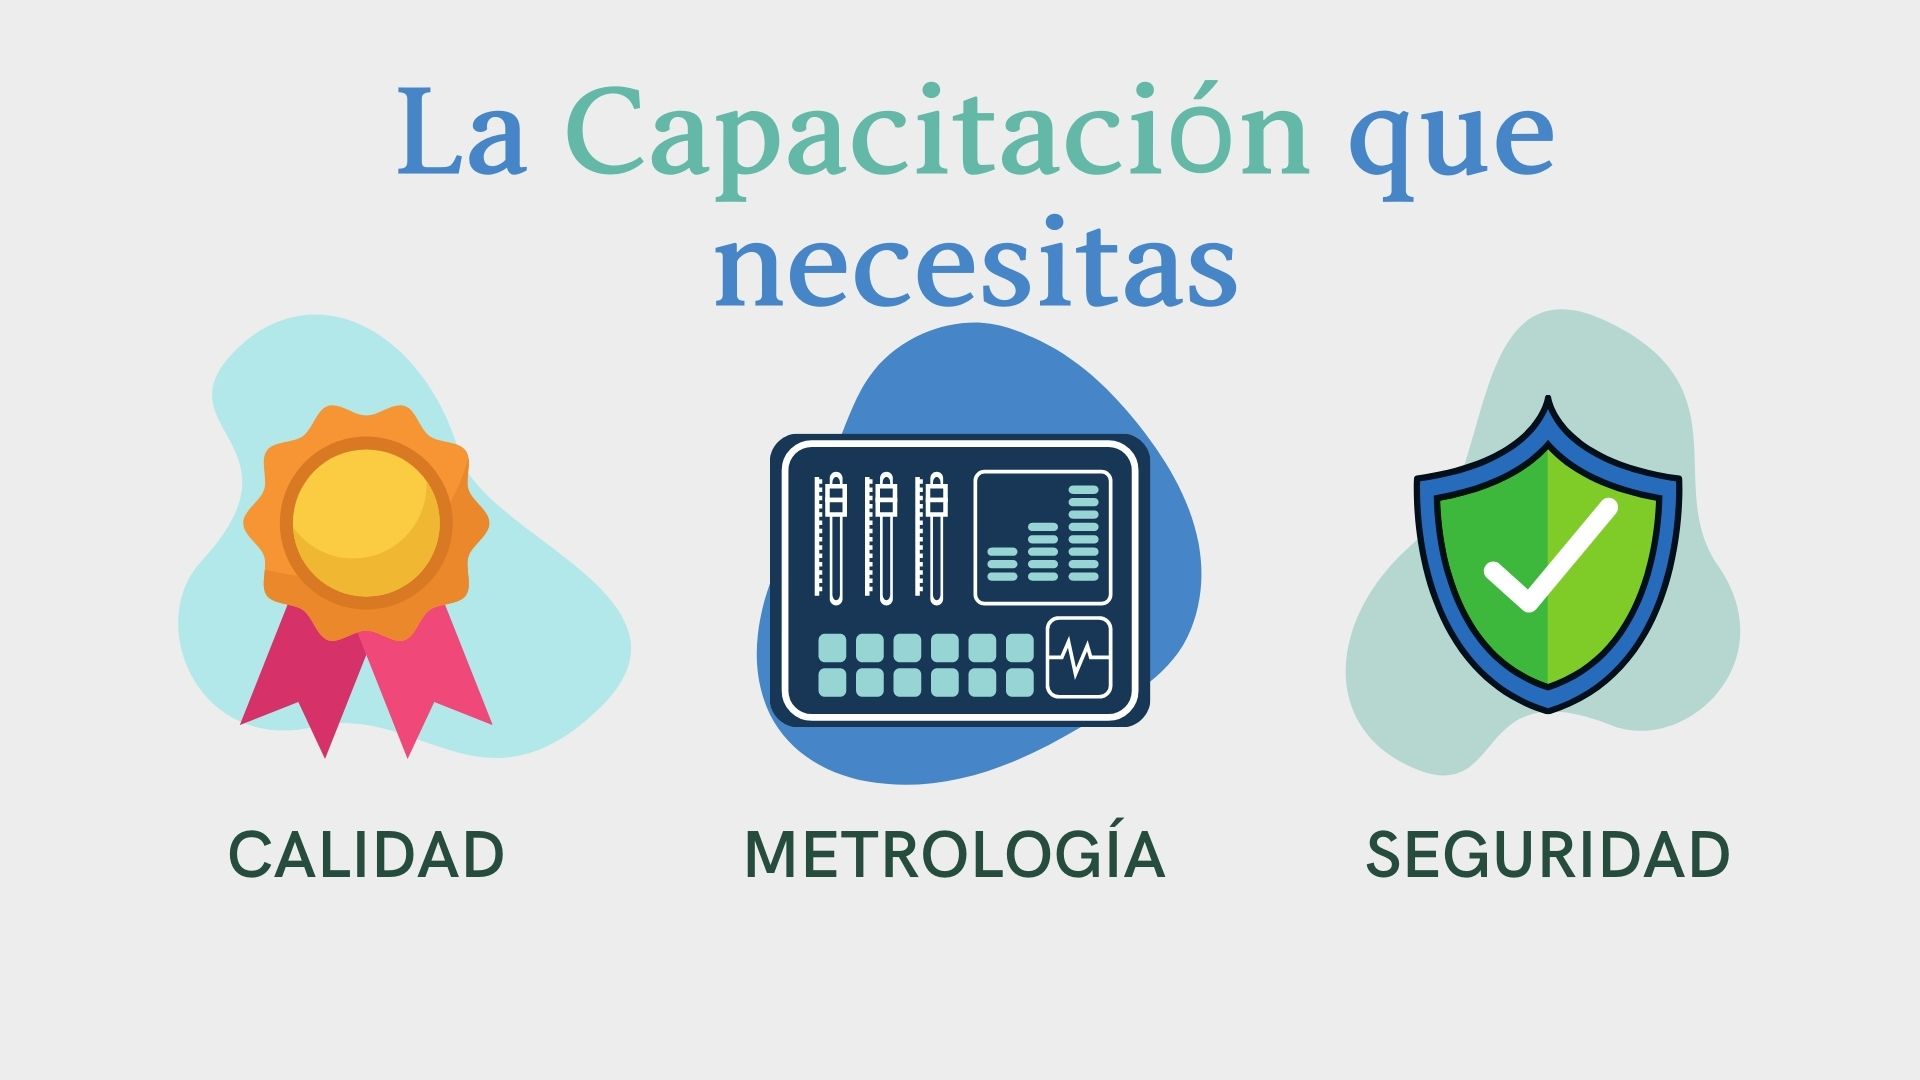 La Capacitación que
necesitas
CALIDAD
METROLOGÍA
SEGURIDAD